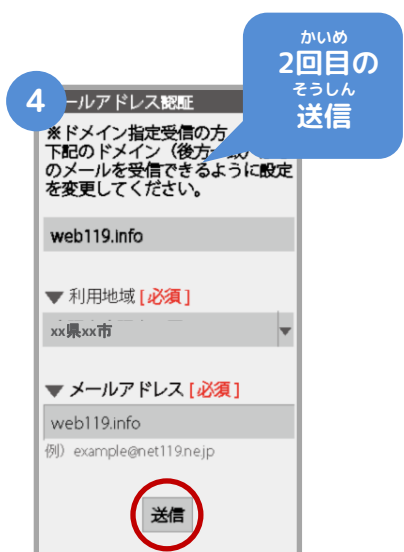 かいめ
2回目の
そうしん
送信
4
ールアドレス認証
※ドメイン指定受信の方
下記のドメイン（後方
のメールを受信できるように設定
を変更してください。
web119.info
▼ 利用地域 [必須]
xx県xx市
▼ メールアドレス [必須]
web119.info
例）example@net119.ne.jp
送信